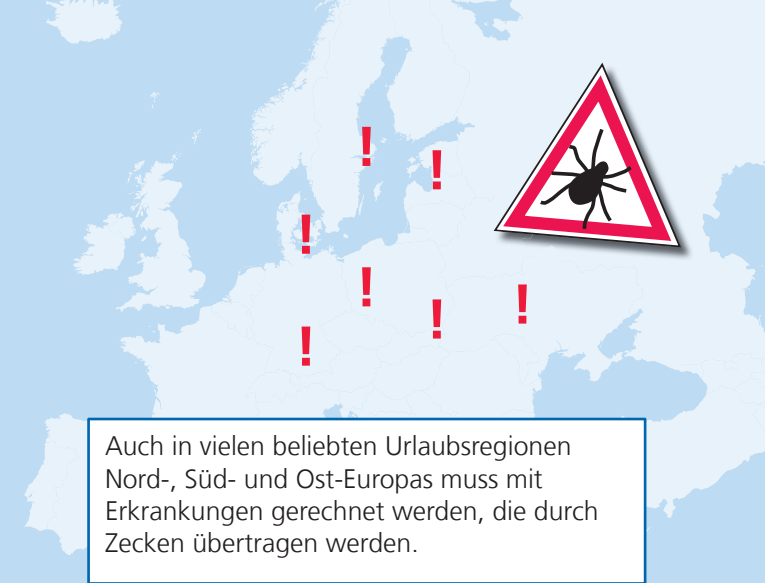 !
!
!
!
!
!
!
Auch in vielen beliebten Urlaubsregionen
Nord-, Süd- und Ost-Europas muss mit
Erkrankungen gerechnet werden, die durch
Zecken übertragen werden.